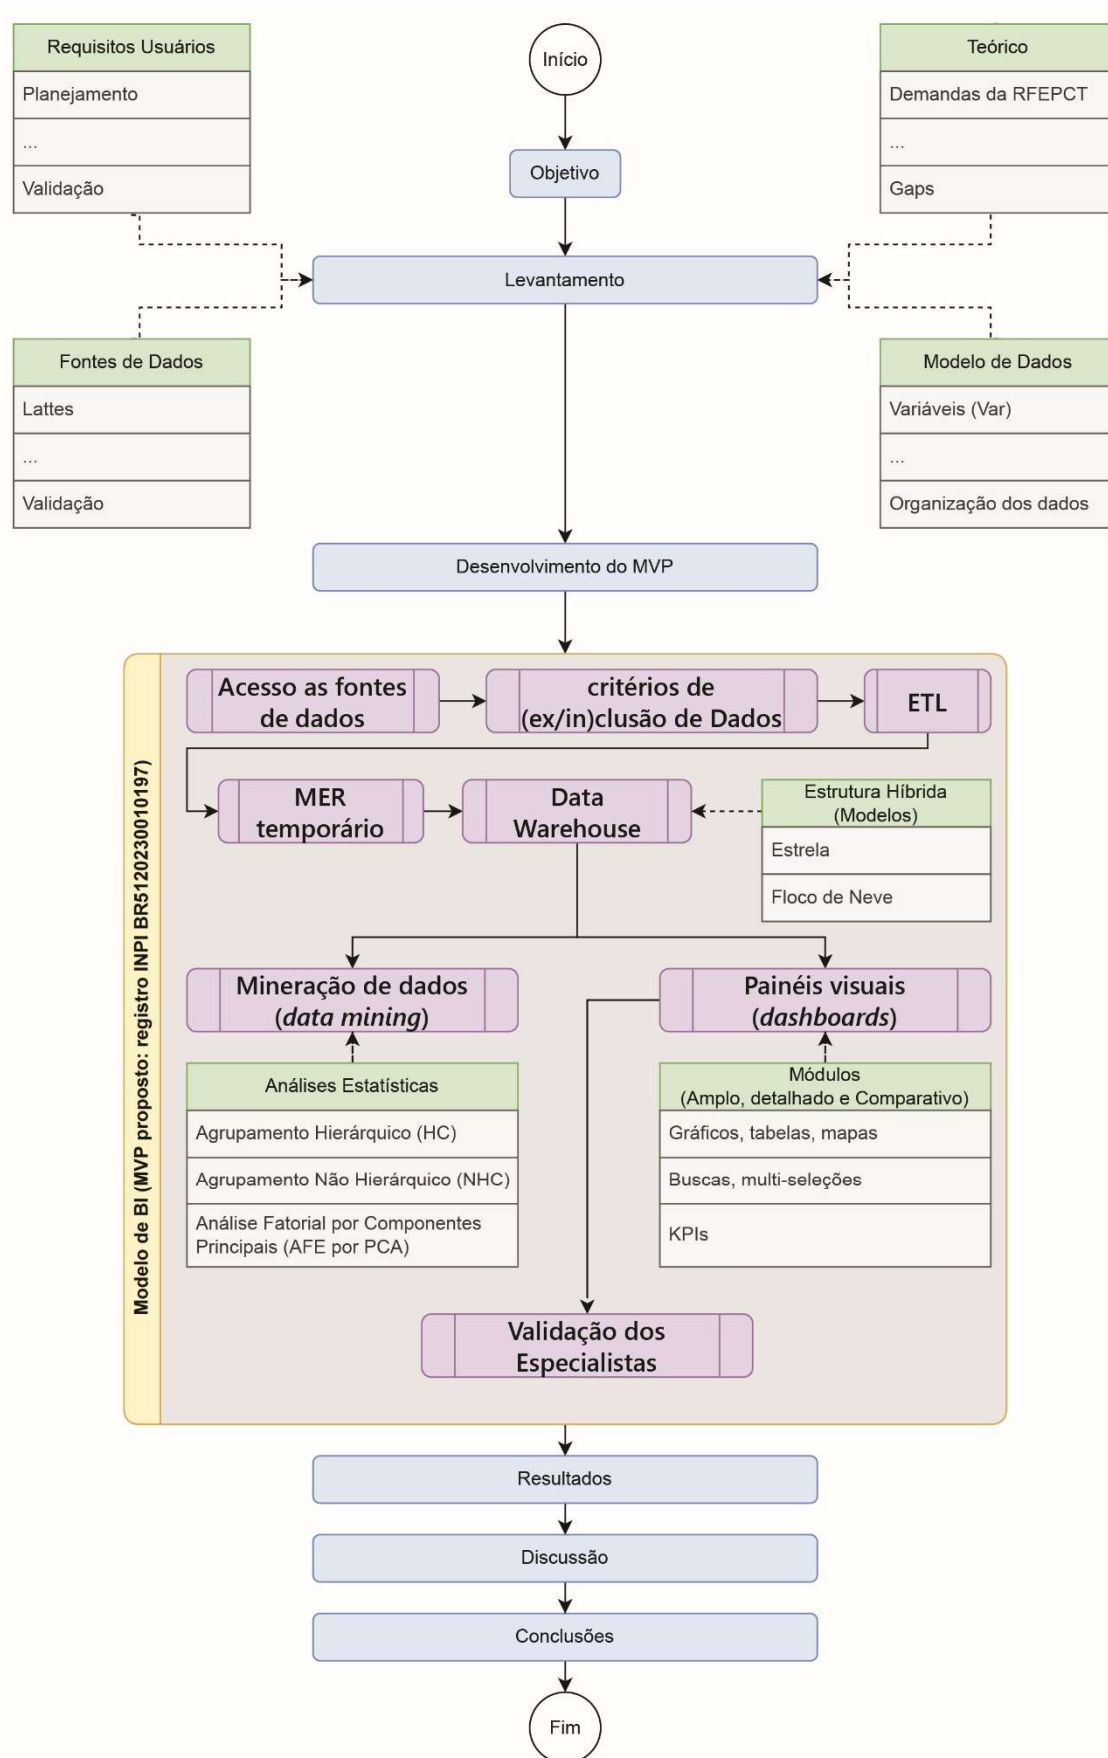 Início
Requisitos Usuários
Planejamento
...
Validação
Teórico
Demandas da RFEPCT
...
Gaps
Objetivo
Levantamento
Fontes de Dados
Lattes
...
Validação
Modelo de Dados
Variáveis (Var)
...
Organização dos dados
Desenvolvimento do MVP
Modelo de BI (MVP proposto: registro INPI BR5120230010197)
Acesso as fontes
de dados
critérios de
(ex/in)clusão de Dados
ETL
MER
temporário
Data
Warehouse
Estrutura Híbrida
(Modelos)
Estrela
Floco de Neve
Mineração de dados
(data mining)
Painéis visuais
(dashboards)
Análises Estatísticas
Agrupamento Hierárquico (HC)
Agrupamento Não Hierárquico (NHC)
Análise Fatorial por Componentes
Principais (AFE por PCA)
Módulos
(Amplo, detalhado e Comparativo)
Gráficos, tabelas, mapas
Buscas, multi-seleções
KPIs
Validação dos
Especialistas
Resultados
Discussão
Conclusões
Fim